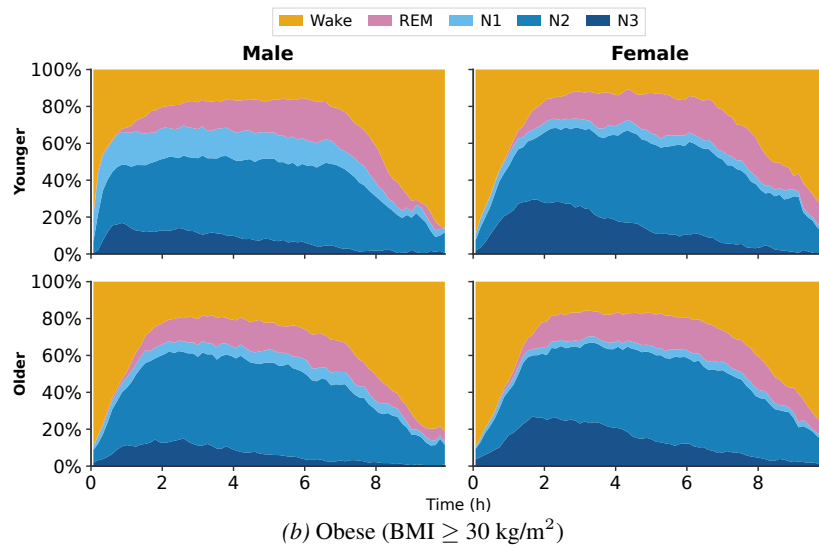 Wake REM N1 N2 N3
Male Female
Younger
100%
80%
60%
40%
20%
0%
Older
100%
80%
60%
40%
20%
0%
0 2 4 6 8 0 2 4 6 8
Time (h)
(b) Obese (BMI ≥ 30 kg/m²)